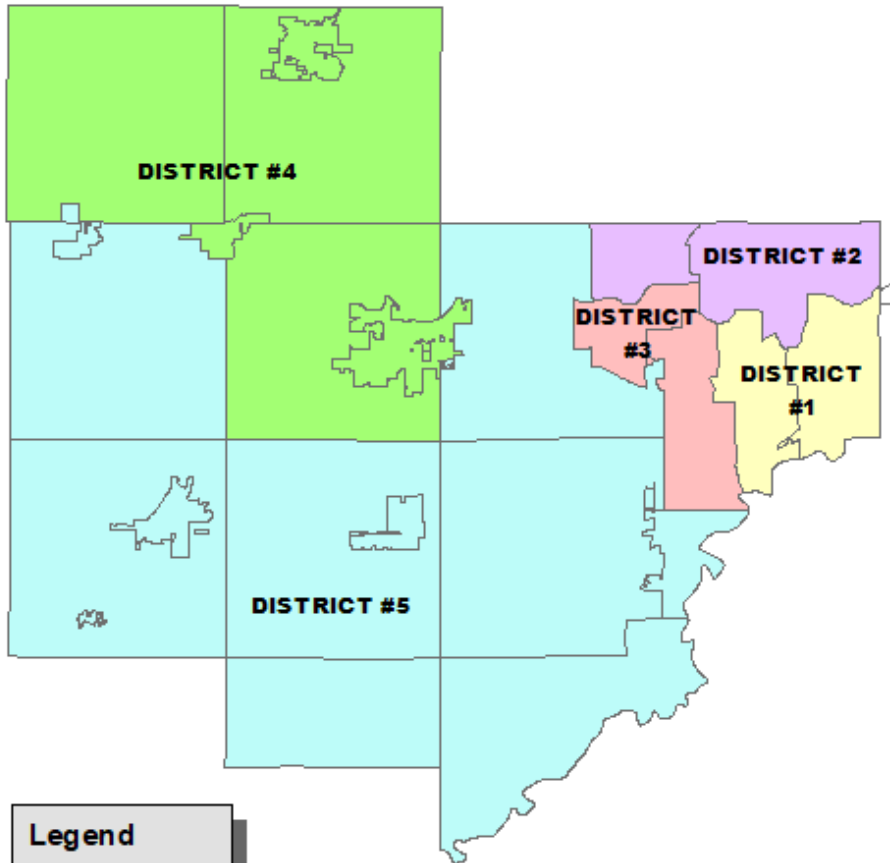 DISTRICT #4
DISTRICT #2
DISTRICT
#3
DISTRICT
#1
DISTRICT #5
Legend